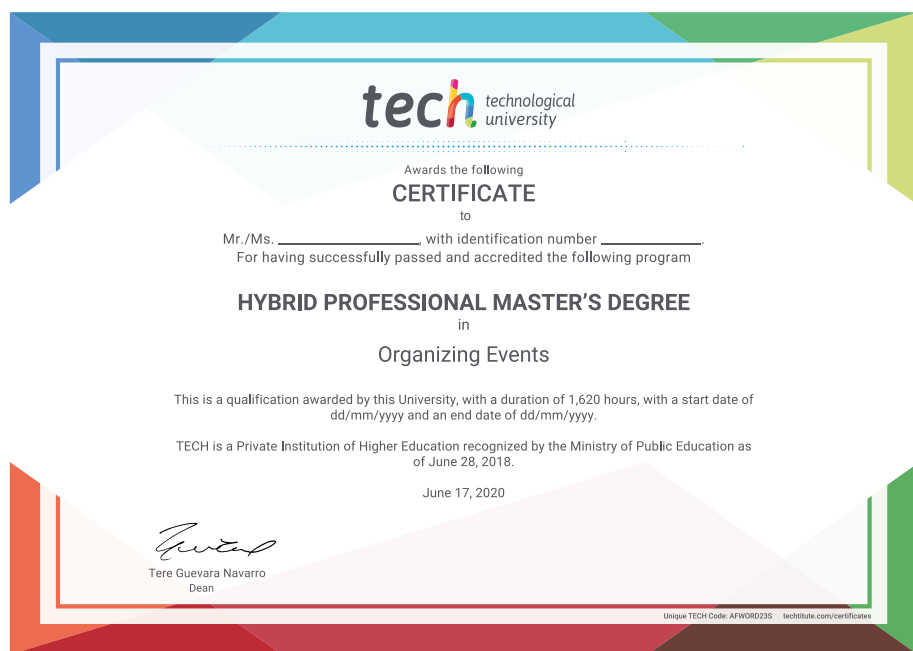 tech technological
university
Awards the following
CERTIFICATE
to
Mr./Ms. ____________________, with identification number ______________.
For having successfully passed and accredited the following program
HYBRID PROFESSIONAL MASTER'S DEGREE
in
Organizing Events
This is a qualification awarded by this University, with a duration of 1,620 hours, with a start date of
dd/mm/yyyy and an end date of dd/mm/yyyy.
TECH is a Private Institution of Higher Education recognized by the Ministry of Public Education as
of June 28, 2018.
June 17, 2020
Tere Guevara Navarro
Dean
Unique TECH Code: AFWORD23S techtitute.com/certificates